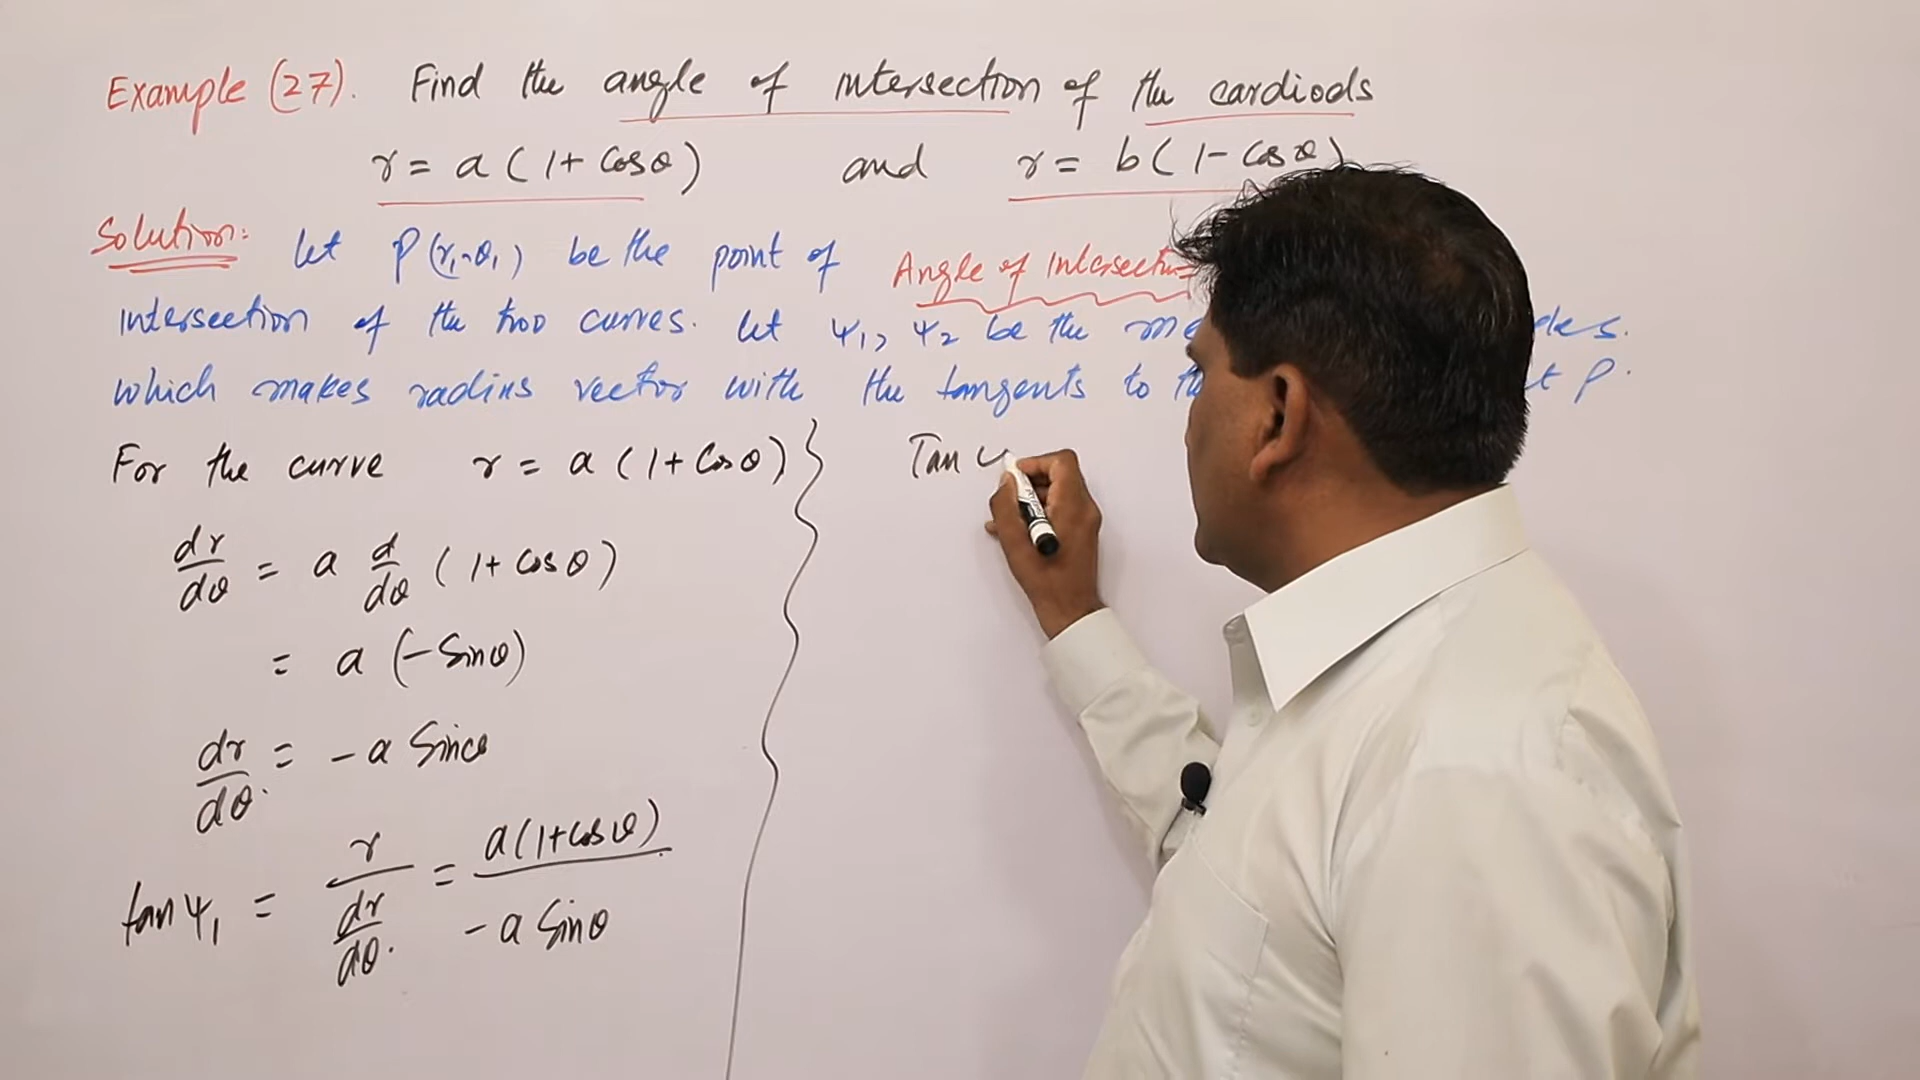 Example (27). Find the angle of intersection of the cardiods
r = a ( 1 + Cosθ ) and r = b ( 1 - Cosθ )
Solution: Let P(r₁, θ₁) be the point of
Angle of Intersection
intersection of the two curves. Let ψ₁, ψ₂ be the
which makes radius vector with the tangents to
at P.
For the curve r = a ( 1 + Cosθ )
dr/dθ = a d/dθ ( 1 + Cosθ )
= a (-Sinθ)
dr/dθ. = - a Sinθ
tan ψ₁ = r / (dr/dθ.) = a(1+Cosθ) / - a Sinθ
Tan